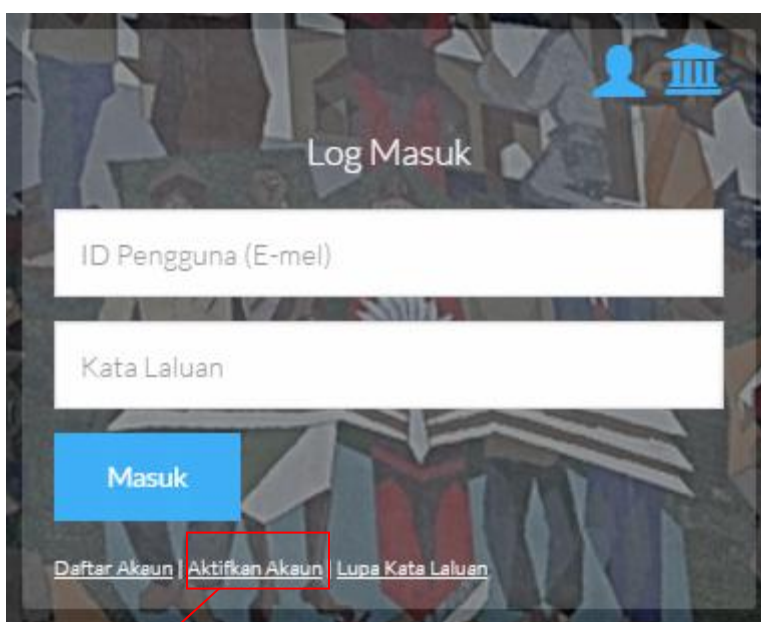 Log Masuk
ID Pengguna (E-mel)
Kata Laluan
Masuk
Daftar Akaun | Aktifkan Akaun | Lupa Kata Laluan